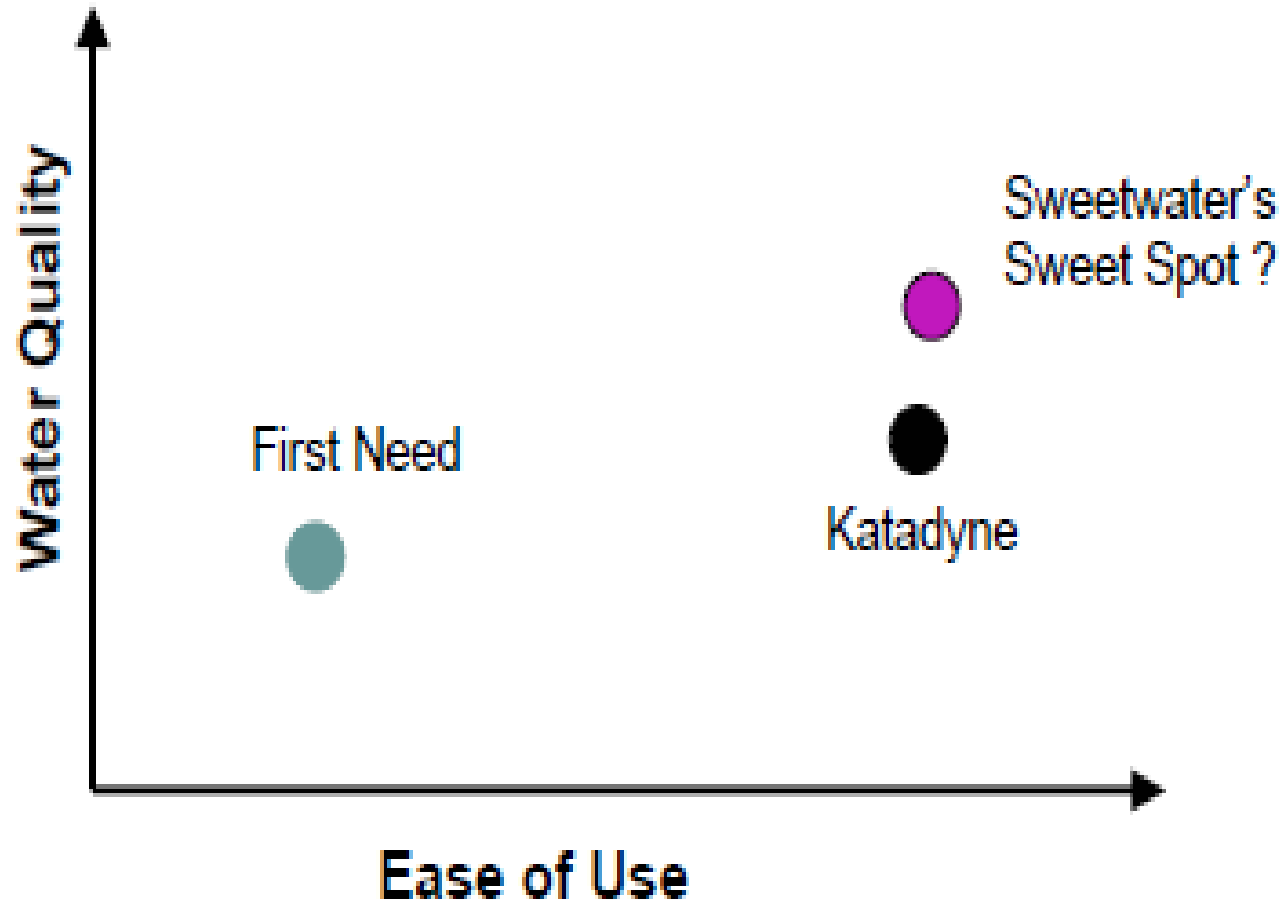 Water Quality
Sweetwater's
Sweet Spot ?
First Need
Katadyne
Ease of Use